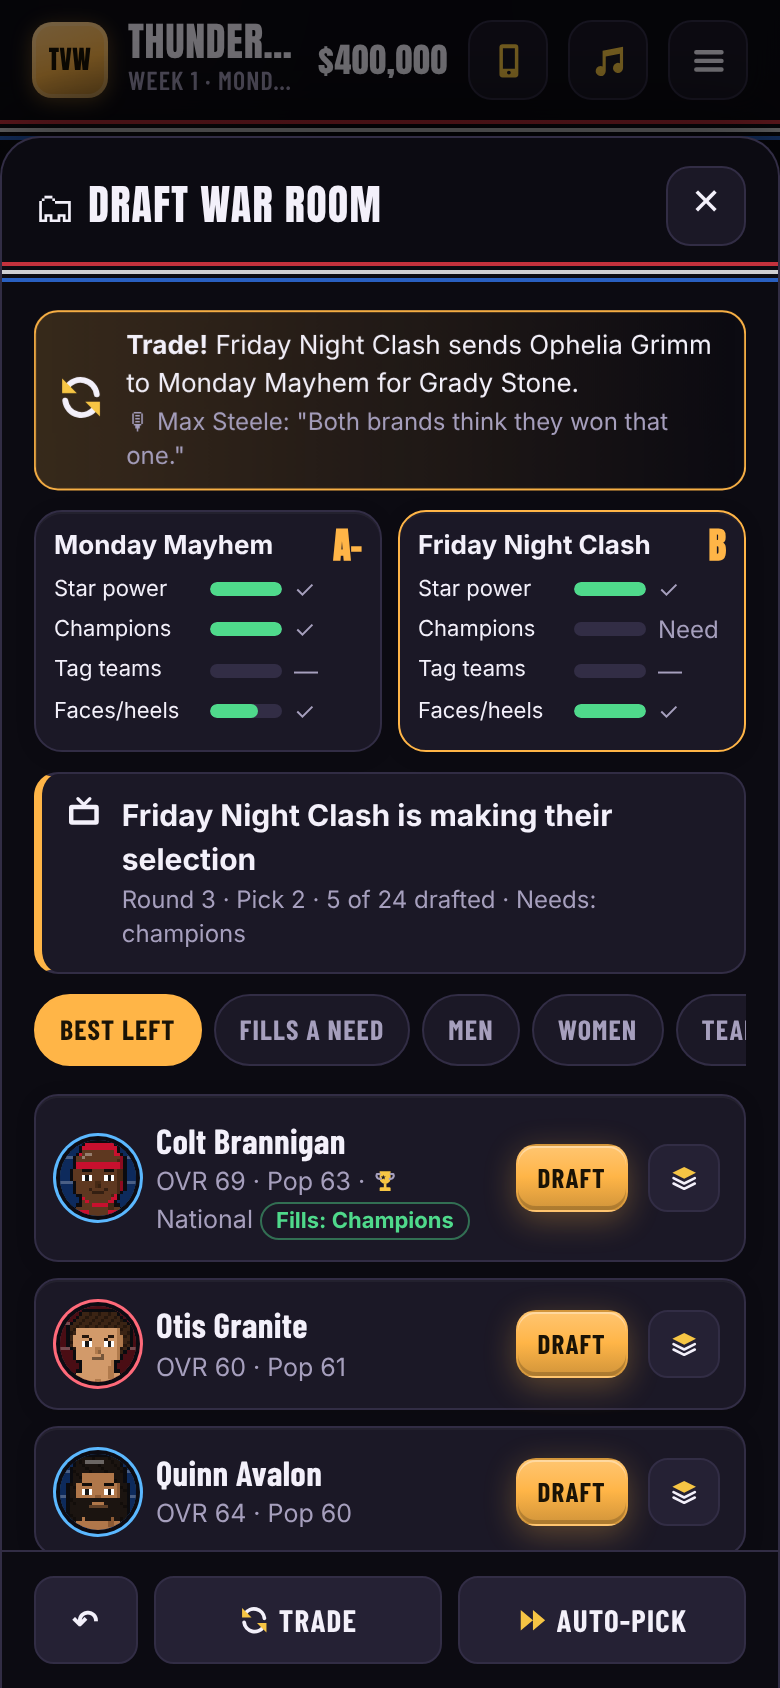 TVW
THUNDER...
WEEK 1 · MOND...
$400,000
DRAFT WAR ROOM
Trade! Friday Night Clash sends Ophelia Grimm
to Monday Mayhem for Grady Stone.
Max Steele: "Both brands think they won that
one."
Monday Mayhem A-
Star power ✓
Champions ✓
Tag teams —
Faces/heels ✓
Friday Night Clash B
Star power ✓
Champions Need
Tag teams —
Faces/heels ✓
Friday Night Clash is making their
selection
Round 3 · Pick 2 · 5 of 24 drafted · Needs:
champions
BEST LEFT FILLS A NEED MEN WOMEN TEA
Colt Brannigan
OVR 69 · Pop 63 ·
National Fills: Champions
DRAFT
Otis Granite
OVR 60 · Pop 61
DRAFT
Quinn Avalon
OVR 64 · Pop 60
DRAFT
TRADE
AUTO-PICK